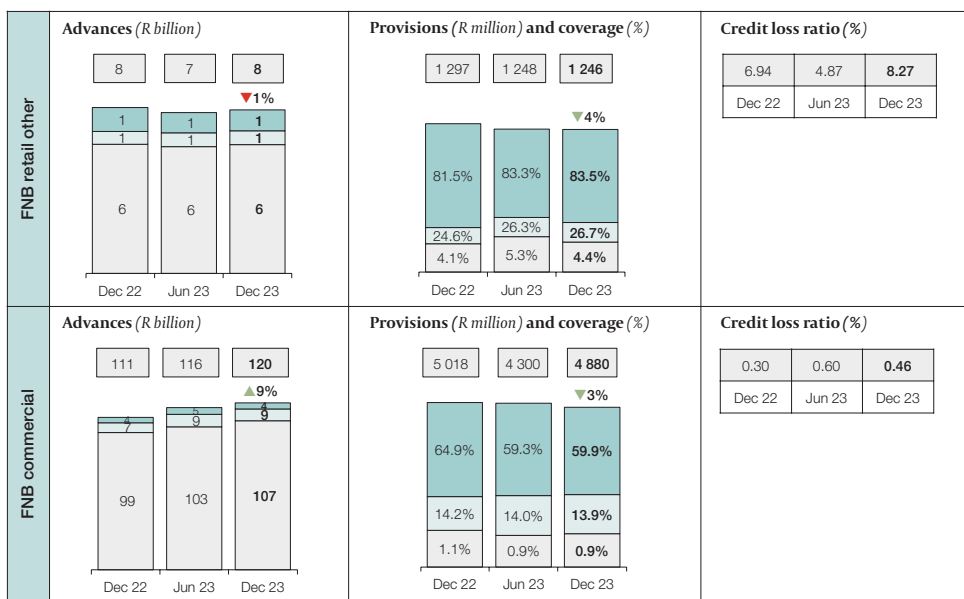 FNB retail other
Advances (R billion)
8 7 8
▼1%
1 1 1
1 1 1
6 6 6
Dec 22 Jun 23 Dec 23
Provisions (R million) and coverage (%)
1 297 1 248 1 246
▼4%
81.5% 83.3% 83.5%
24.6% 26.3% 26.7%
4.1% 5.3% 4.4%
Dec 22 Jun 23 Dec 23
Credit loss ratio (%)
6.94 4.87 8.27
Dec 22 Jun 23 Dec 23
FNB commercial
Advances (R billion)
111 116 120
▲9%
4 5 4
7 9 9
99 103 107
Dec 22 Jun 23 Dec 23
Provisions (R million) and coverage (%)
5 018 4 300 4 880
▼3%
64.9% 59.3% 59.9%
14.2% 14.0% 13.9%
1.1% 0.9% 0.9%
Dec 22 Jun 23 Dec 23
Credit loss ratio (%)
0.30 0.60 0.46
Dec 22 Jun 23 Dec 23